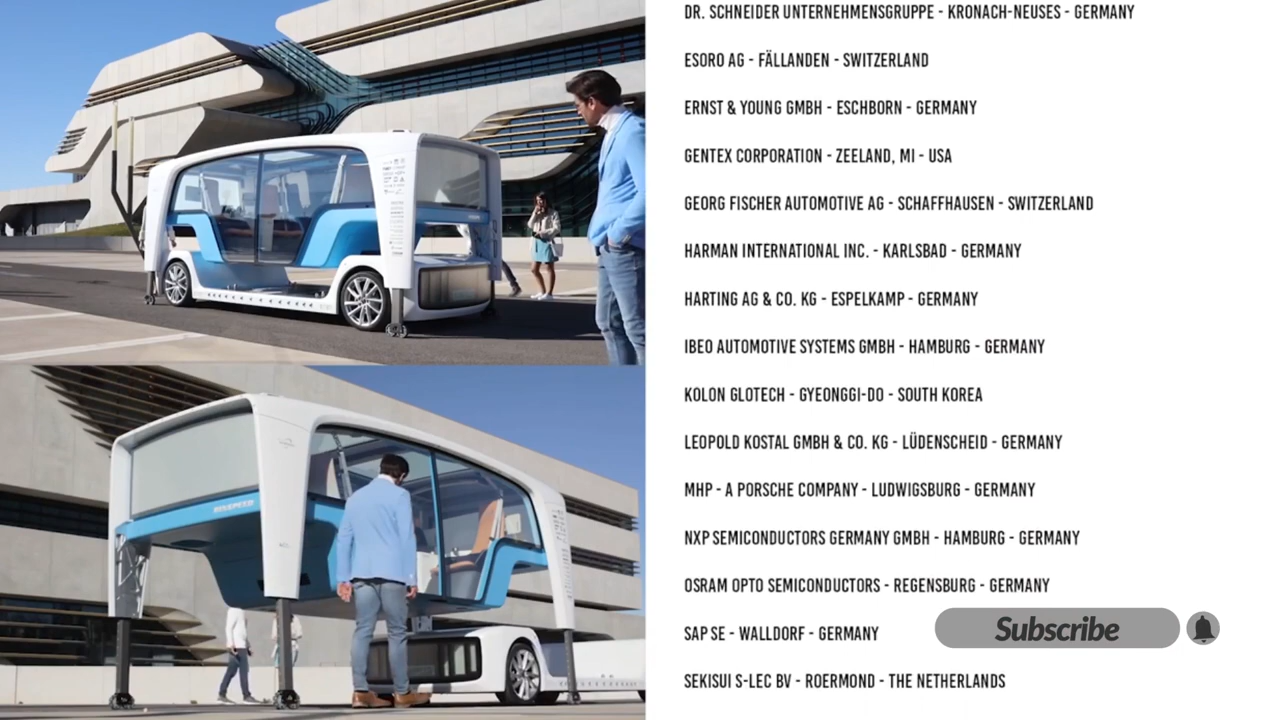 DR. SCHNEIDER UNTERNEHMENSGRUPPE - KRONACH-NEUSES - GERMANY
ESORO AG - FÄLLANDEN - SWITZERLAND
ERNST & YOUNG GMBH - ESCHBORN - GERMANY
GENTEX CORPORATION - ZEELAND, MI - USA
GEORG FISCHER AUTOMOTIVE AG - SCHAFFHAUSEN - SWITZERLAND
HARMAN INTERNATIONAL INC. - KARLSBAD - GERMANY
HARTING AG & CO. KG - ESPELKAMP - GERMANY
IBEO AUTOMOTIVE SYSTEMS GMBH - HAMBURG - GERMANY
KOLON GLOTECH - GYEONGGI-DO - SOUTH KOREA
LEOPOLD KOSTAL GMBH & CO. KG - LÜDENSCHEID - GERMANY
MHP - A PORSCHE COMPANY - LUDWIGSBURG - GERMANY
NXP SEMICONDUCTORS GERMANY GMBH - HAMBURG - GERMANY
OSRAM OPTO SEMICONDUCTORS - REGENSBURG - GERMANY
SAP SE - WALLDORF - GERMANY
SEKISUI S-LEC BV - ROERMOND - THE NETHERLANDS
Subscribe
RINSPEED